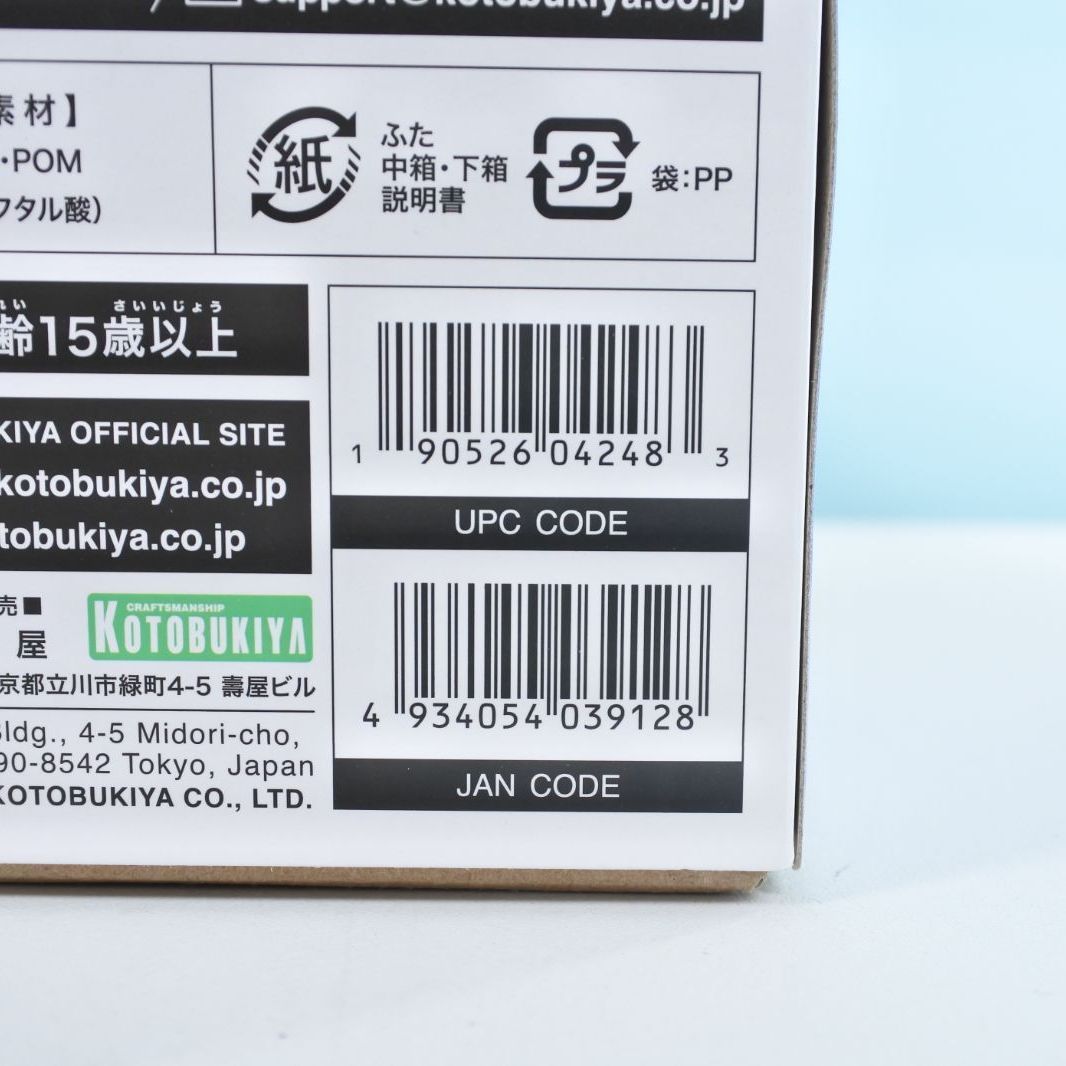 support@kotobukiya.co.jp
素材】
・POM
フタル酸)
紙
ふた
中箱・下箱
説明書
プラ
袋:PP
れい さいいじょう
齢15歳以上
KIYA OFFICIAL SITE
kotobukiya.co.jp
tobukiya.co.jp
売■
屋
CRAFTSMANSHIP
KOTOBUKIYA
京都立川市緑町4-5 壽屋ビル
Bldg., 4-5 Midori-cho,
90-8542 Tokyo, Japan
KOTOBUKIYA CO., LTD.
1 90526 04248 3
UPC CODE
4 934054 039128
JAN CODE